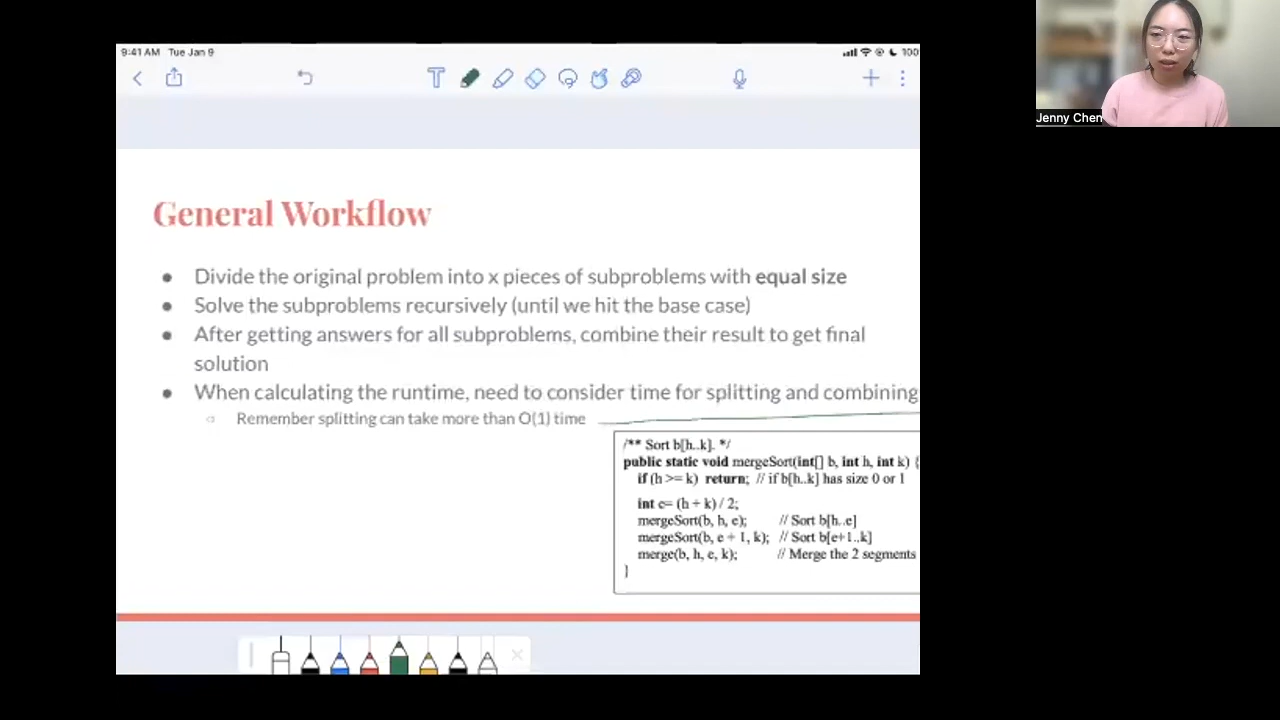 9:41 AM Tue Jan 9
100
Jenny Chen
General Workflow
● Divide the original problem into x pieces of subproblems with equal size
● Solve the subproblems recursively (until we hit the base case)
● After getting answers for all subproblems, combine their result to get final
solution
● When calculating the runtime, need to consider time for splitting and combining
○ Remember splitting can take more than O(1) time
/** Sort b[h..k]. */
public static void mergeSort(int[] b, int h, int k) {
if (h >= k) return; // if b[h..k] has size 0 or 1
int e= (h + k) / 2;
mergeSort(b, h, e); // Sort b[h..e]
mergeSort(b, e + 1, k); // Sort b[e+1..k]
merge(b, h, e, k); // Merge the 2 segments
}